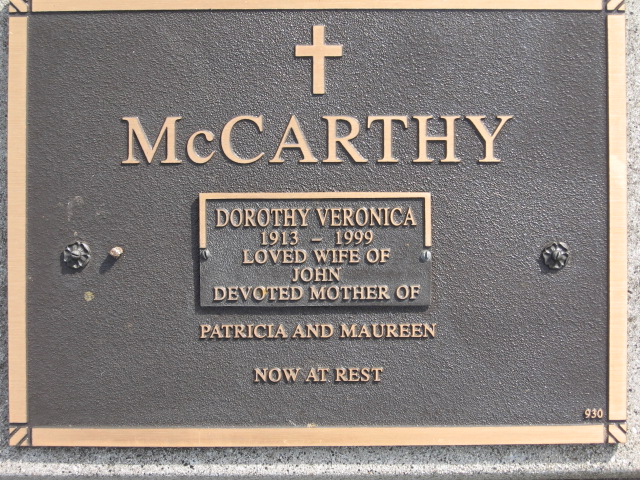 McCARTHY
DOROTHY VERONICA
1913 – 1999
LOVED WIFE OF
JOHN
DEVOTED MOTHER OF
PATRICIA AND MAUREEN
NOW AT REST
930